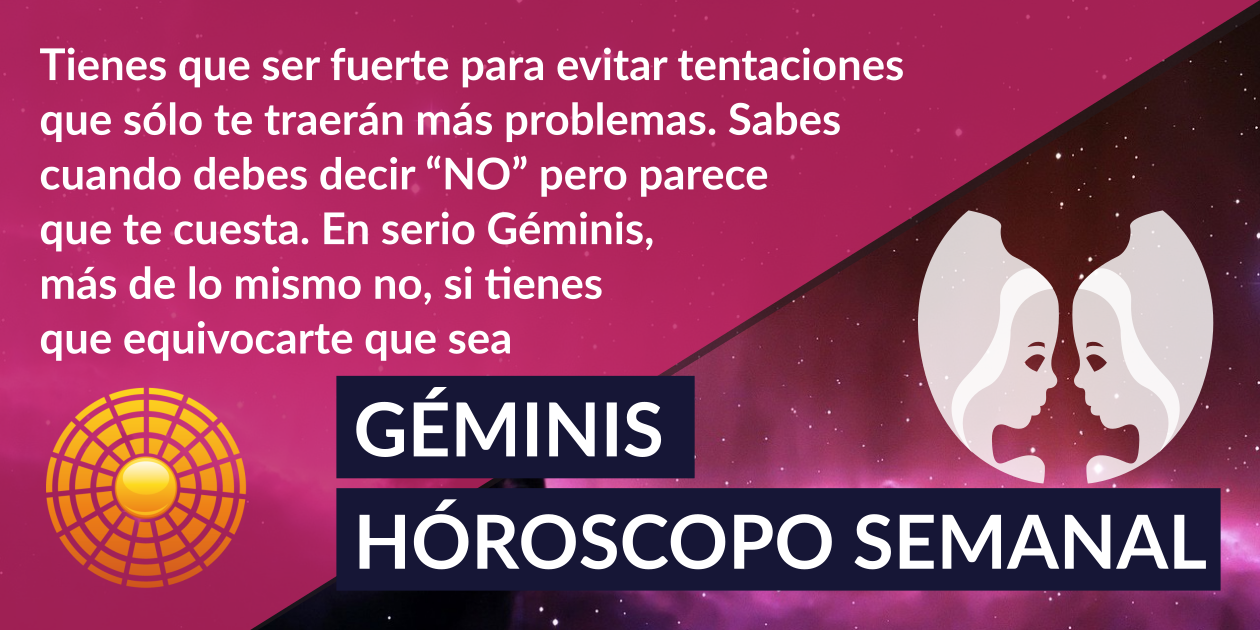 Tienes que ser fuerte para evitar tentaciones
que sólo te traerán más problemas. Sabes
cuando debes decir “NO” pero parece
que te cuesta. En serio Géminis,
más de lo mismo no, si tienes
que equivocarte que sea
GÉMINIS
HÓROSCOPO SEMANAL